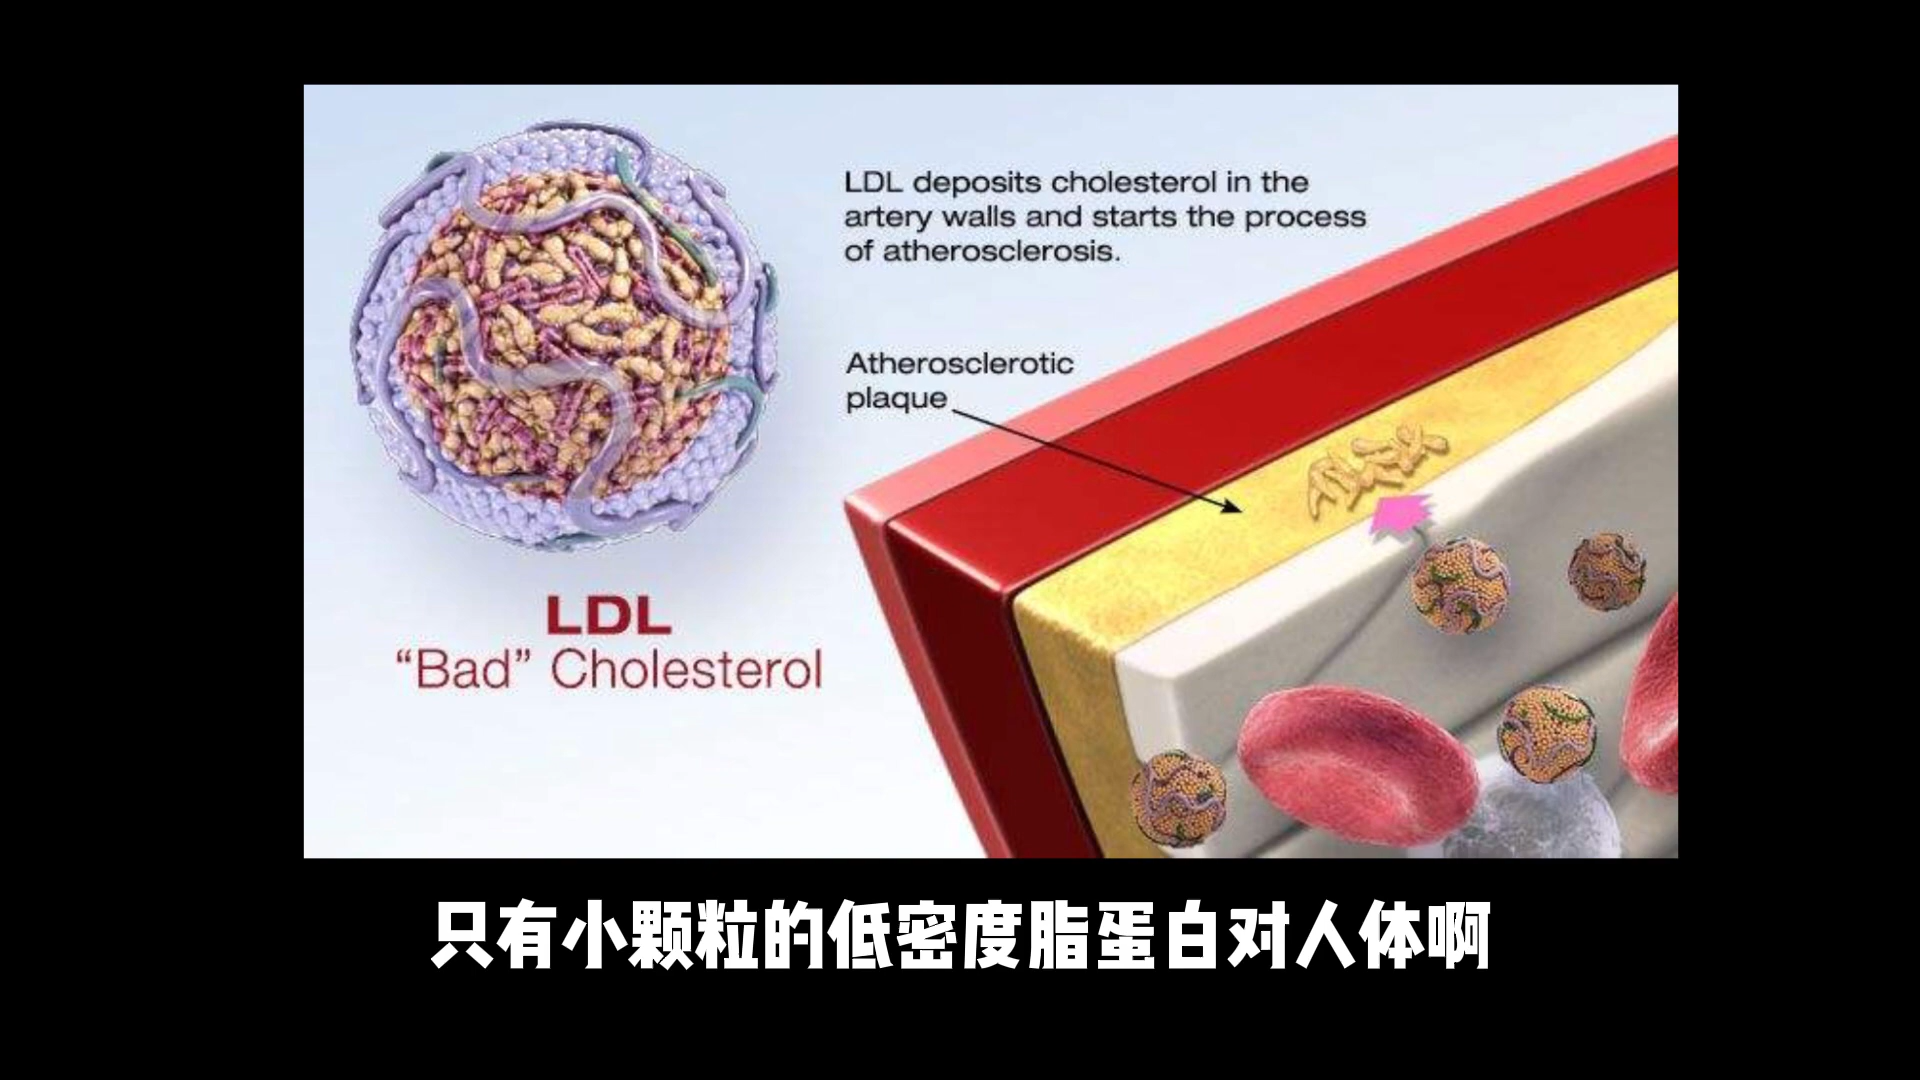 LDL deposits cholesterol in the
artery walls and starts the process
of atherosclerosis.
Atherosclerotic
plaque
LDL
“Bad” Cholesterol
只有小颗粒的低密度脂蛋白对人体啊